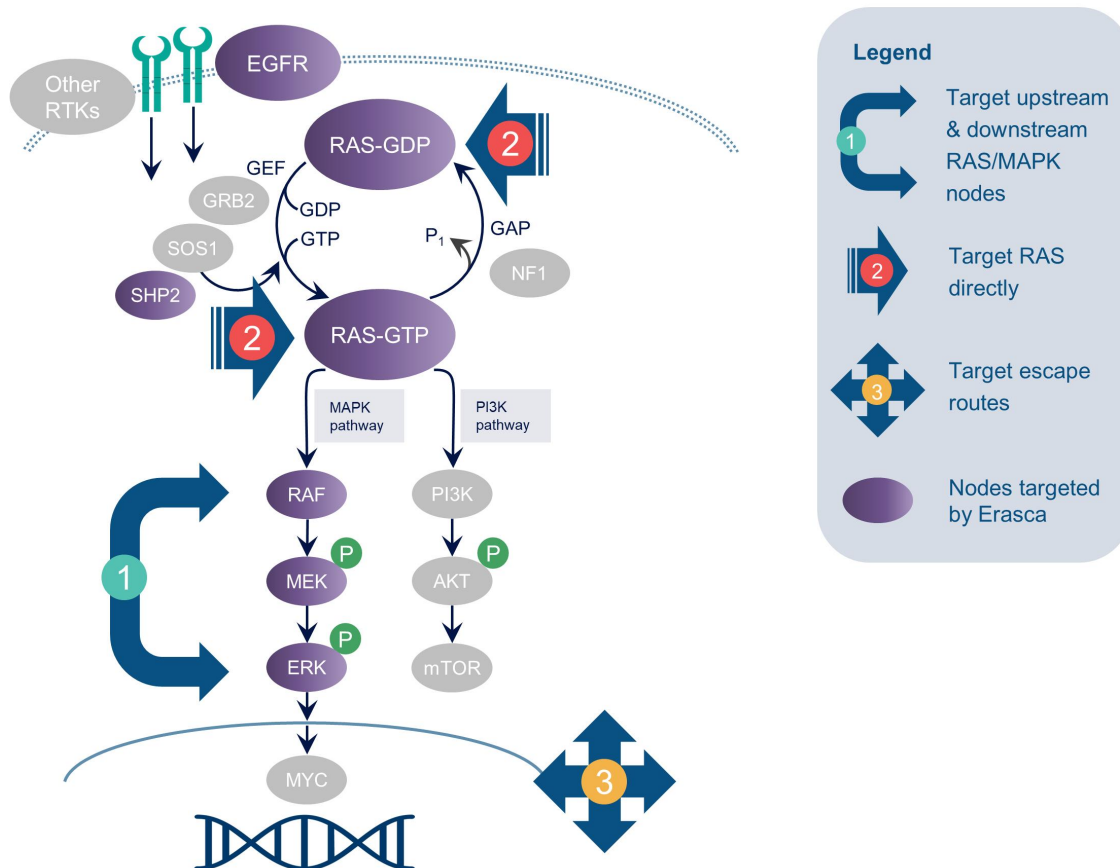 Other
RTKs
EGFR
RAS-GDP
2
GEF
GDP
GTP
GRB2
SOS1
SHP2
P1
GAP
NF1
2
RAS-GTP
MAPK
pathway
PI3K
pathway
RAF
PI3K
1
MEK
P
AKT
P
ERK
P
mTOR
MYC
3
Legend
1
Target upstream
& downstream
RAS/MAPK
nodes
2
Target RAS
directly
3
Target escape
routes
Nodes targeted
by Erasca